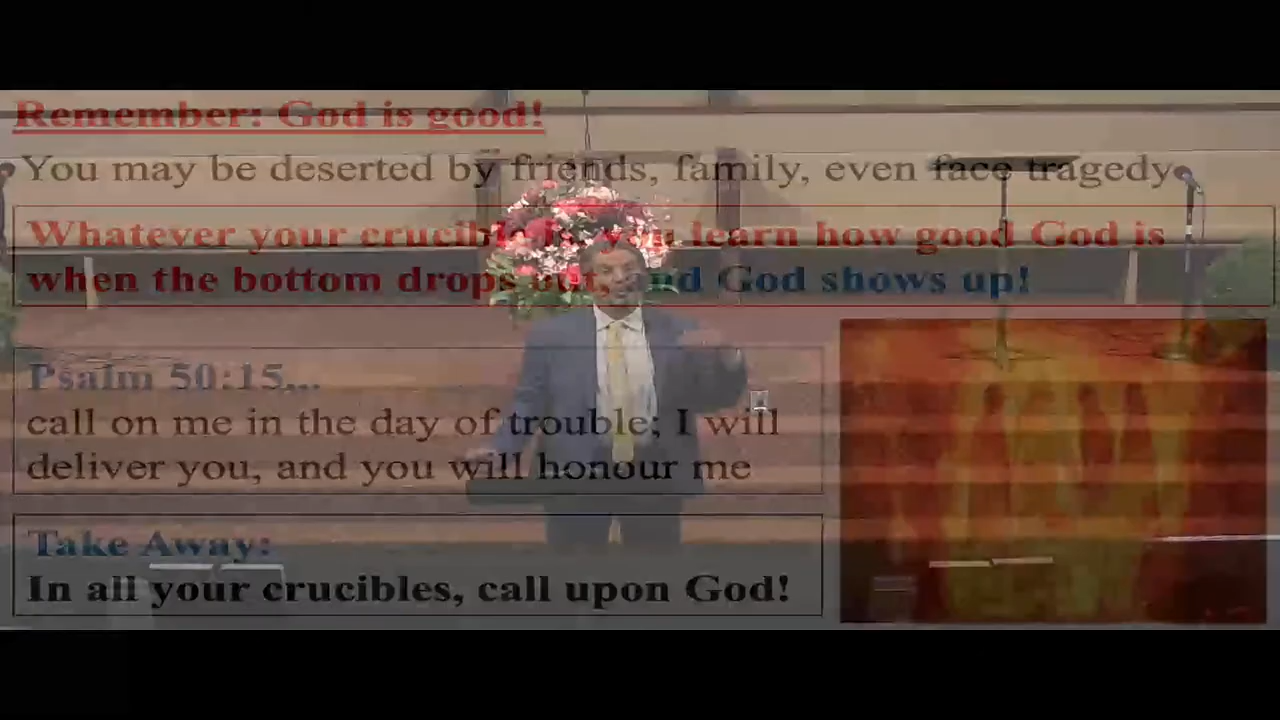 Remember: God is good!
You may be deserted by friends, family, even face tragedy.
Whatever your crucible is, you learn how good God is
when the bottom drops out, and God shows up!
Psalm 50:15...
call on me in the day of trouble; I will
deliver you, and you will honour me
Take Away:
In all your crucibles, call upon God!